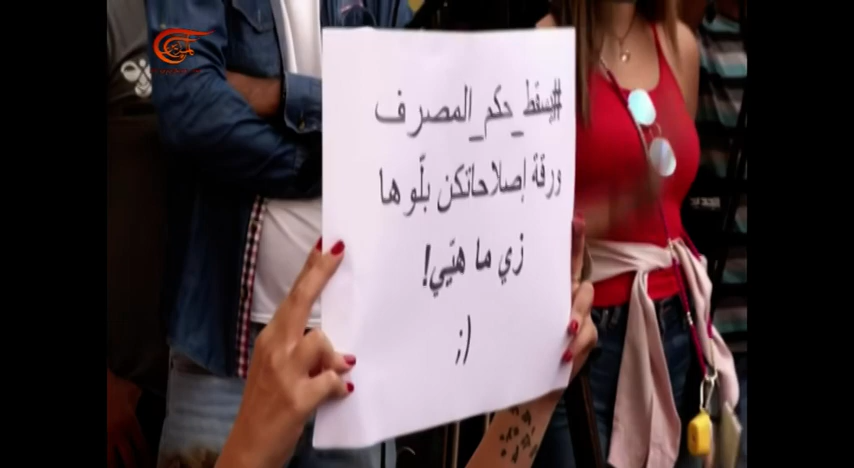 #يسقط_حكم_المصرف
ورقة إصلاحاتكن بلّوها
زي ما هيّي!
;)